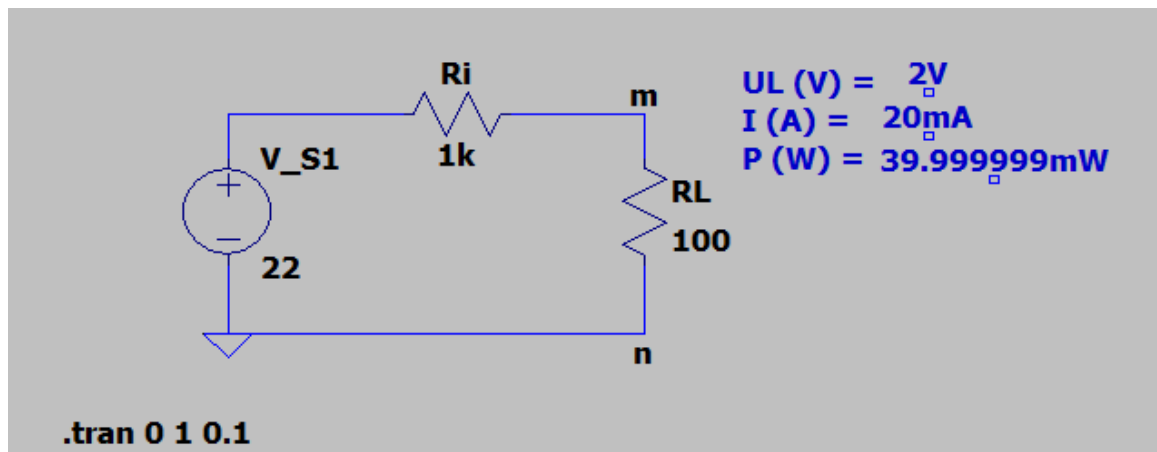 Ri
m
UL (V) = 2V
I (A) = 20mA
P (W) = 39.999999mW
1k
V_S1
+
RL
100
−
22
n
.tran 0 1 0.1